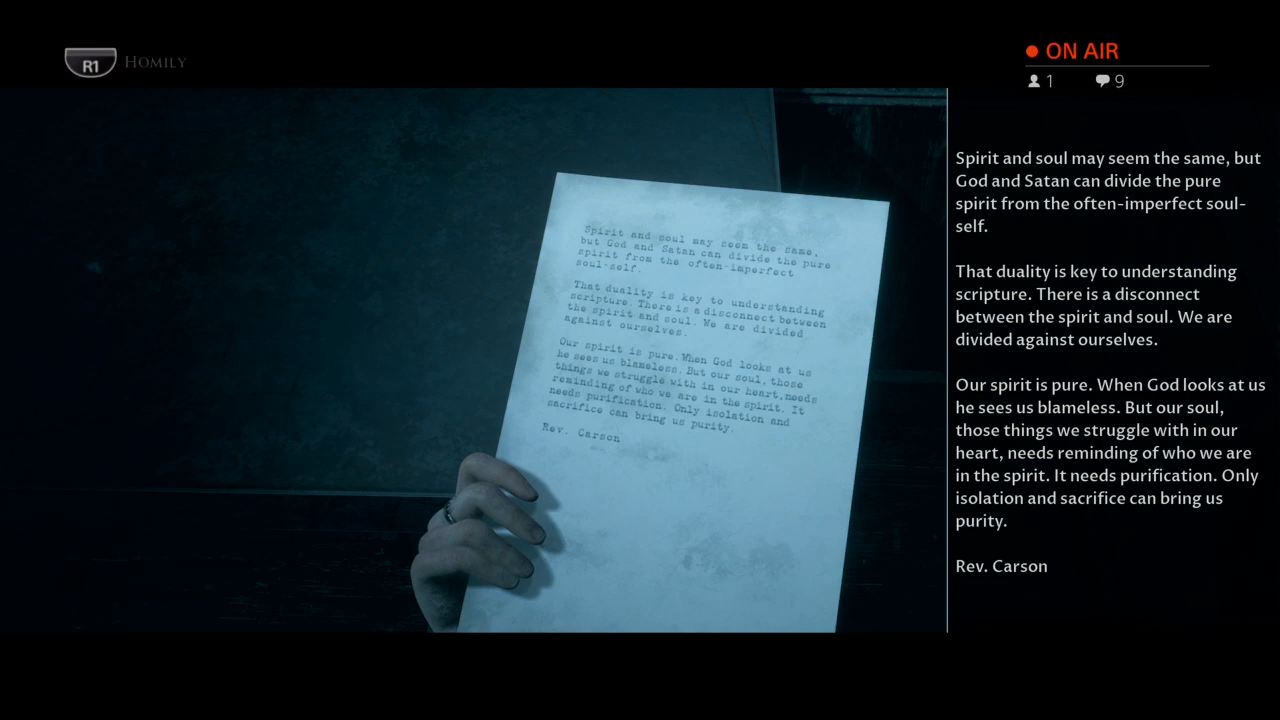 R1 HOMILY
ON AIR
1 9
Spirit and soul may seem the same,
but God and Satan can divide the pure
spirit from the often-imperfect
soul-self.
That duality is key to understanding
scripture. There is a disconnect between
the spirit and soul. We are divided
against ourselves.
Our spirit is pure. When God looks at us
he sees us blameless. But our soul, those
things we struggle with in our heart, needs
reminding of who we are in the spirit. It
needs purification. Only isolation and
sacrifice can bring us purity.
Rev. Carson
Spirit and soul may seem the same, but
God and Satan can divide the pure
spirit from the often-imperfect soul-
self.
That duality is key to understanding
scripture. There is a disconnect
between the spirit and soul. We are
divided against ourselves.
Our spirit is pure. When God looks at us
he sees us blameless. But our soul,
those things we struggle with in our
heart, needs reminding of who we are
in the spirit. It needs purification. Only
isolation and sacrifice can bring us
purity.
Rev. Carson